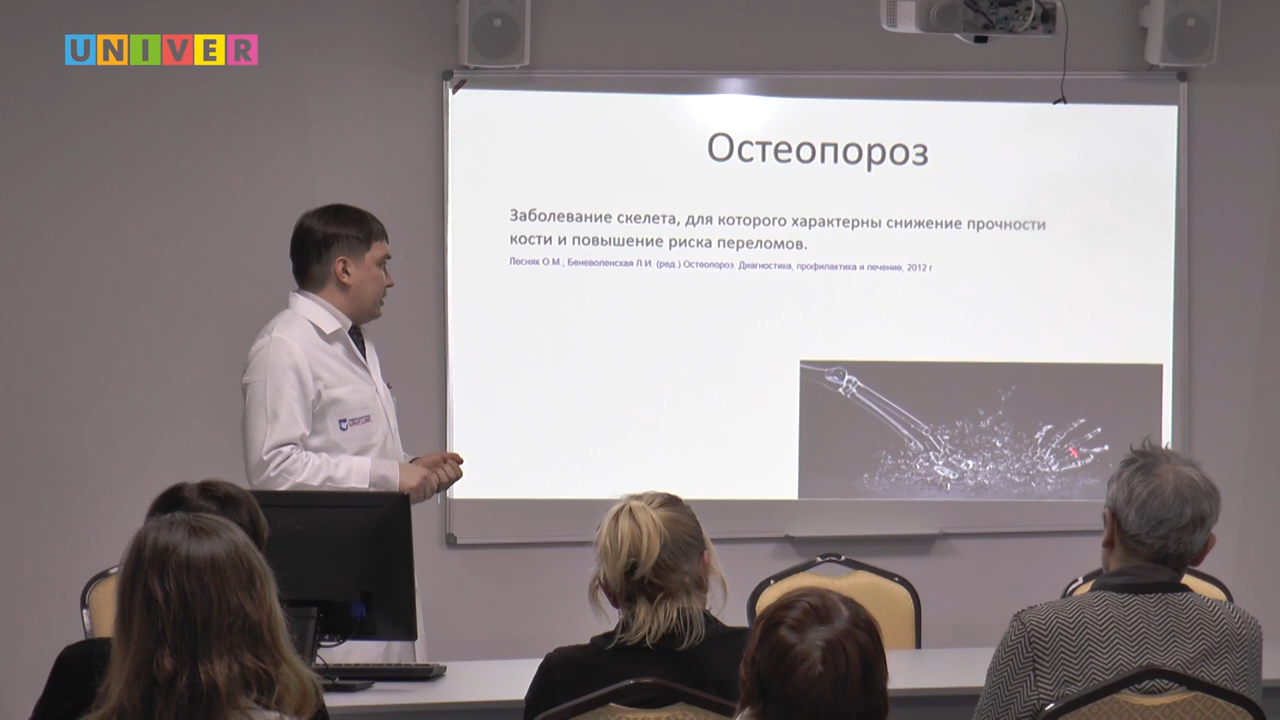 UNIVER
Остеопороз
Заболевание скелета, для которого характерны снижение прочности
кости и повышение риска переломов.
Лесняк О.М., Беневоленская Л.И. (ред.) Остеопороз. Диагностика, профилактика и лечение, 2012 г